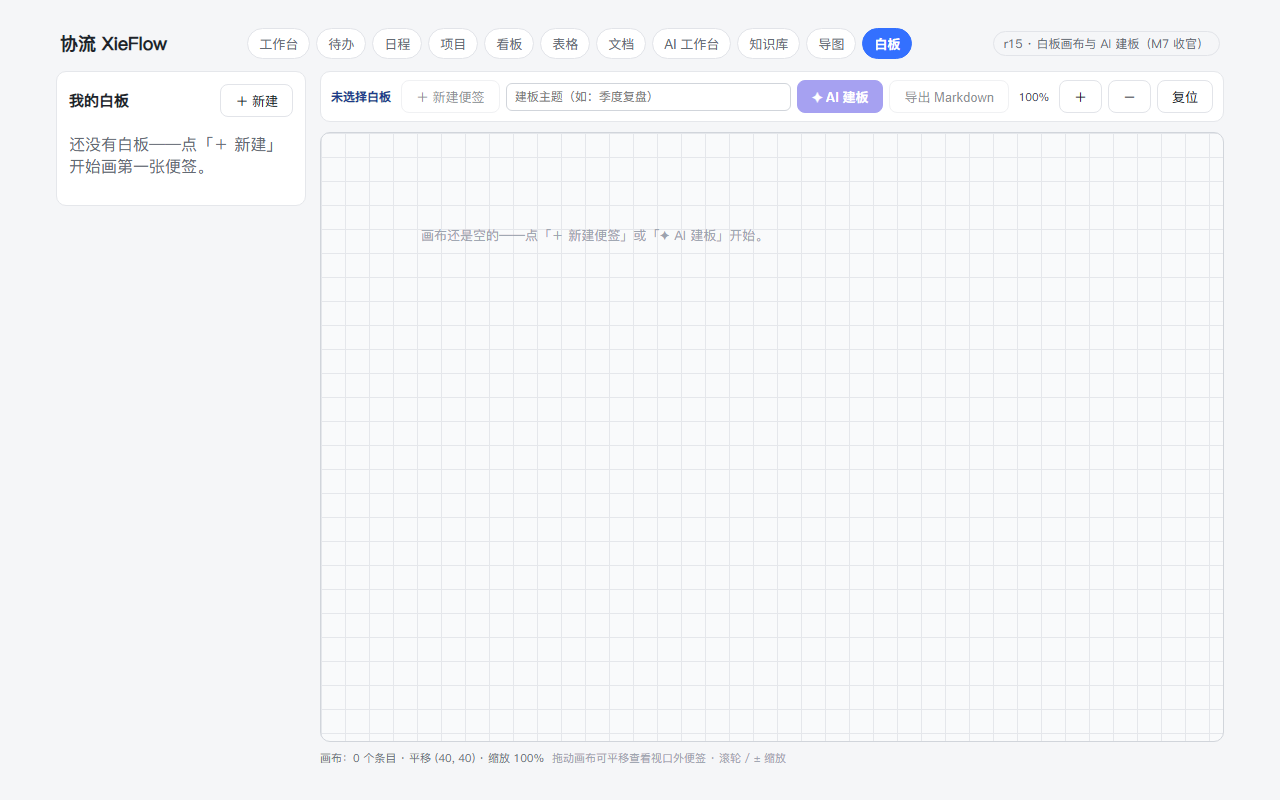 协流 XieFlow
工作台
待办
日程
项目
看板
表格
文档
AI 工作台
知识库
导图
白板
r15 · 白板画布与 AI 建板（M7 收官）
我的白板
＋ 新建
还没有白板——点「＋ 新建」
开始画第一张便签。
未选择白板
＋ 新建便签
建板主题（如：季度复盘）
✦ AI 建板
导出 Markdown
100%
＋
−
复位
画布还是空的——点「＋ 新建便签」或「✦ AI 建板」开始。
画布：0 个条目 · 平移 (40, 40) · 缩放 100% 拖动画布可平移查看视口外便签 · 滚轮 / ± 缩放